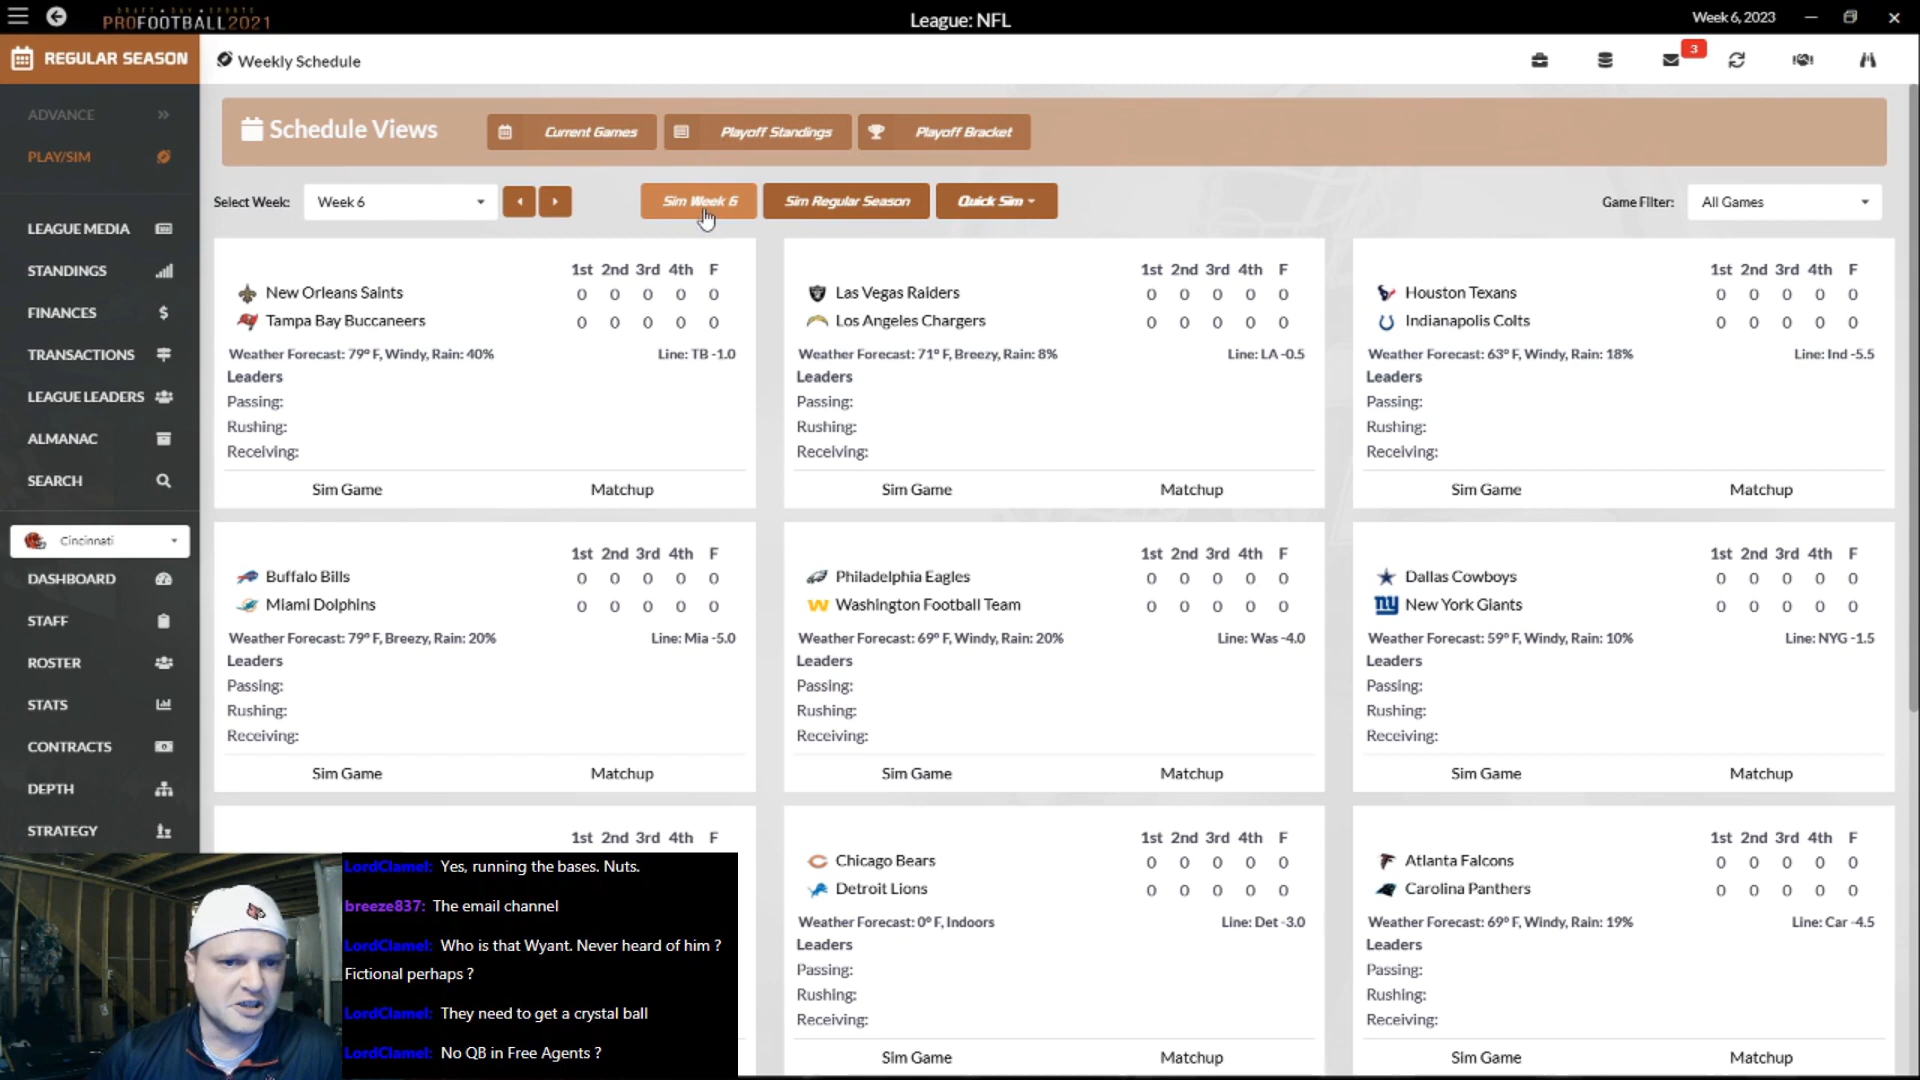 DRAFT DAY SPORTS
PROFOOTBALL2021
League: NFL
Week 6, 2023
REGULAR SEASON
Weekly Schedule
3
ADVANCE
PLAY/SIM
LEAGUE MEDIA
STANDINGS
FINANCES
TRANSACTIONS
LEAGUE LEADERS
ALMANAC
SEARCH
Cincinnati
DASHBOARD
STAFF
ROSTER
STATS
CONTRACTS
DEPTH
STRATEGY
Schedule Views
Current Games
Playoff Standings
Playoff Bracket
Select Week: Week 6
Sim Week 6
Sim Regular Season
Quick Sim
Game Filter: All Games
1st 2nd 3rd 4th F
New Orleans Saints 0 0 0 0 0
Tampa Bay Buccaneers 0 0 0 0 0
Weather Forecast: 79° F, Windy, Rain: 40% Line: TB -1.0
Leaders
Passing:
Rushing:
Receiving:
Sim Game Matchup
1st 2nd 3rd 4th F
Las Vegas Raiders 0 0 0 0 0
Los Angeles Chargers 0 0 0 0 0
Weather Forecast: 71° F, Breezy, Rain: 8% Line: LA -0.5
Leaders
Passing:
Rushing:
Receiving:
Sim Game Matchup
1st 2nd 3rd 4th F
Houston Texans 0 0 0 0 0
Indianapolis Colts 0 0 0 0 0
Weather Forecast: 63° F, Windy, Rain: 18% Line: Ind -5.5
Leaders
Passing:
Rushing:
Receiving:
Sim Game Matchup
1st 2nd 3rd 4th F
Buffalo Bills 0 0 0 0 0
Miami Dolphins 0 0 0 0 0
Weather Forecast: 79° F, Breezy, Rain: 20% Line: Mia -5.0
Leaders
Passing:
Rushing:
Receiving:
Sim Game Matchup
1st 2nd 3rd 4th F
Philadelphia Eagles 0 0 0 0 0
W Washington Football Team 0 0 0 0 0
Weather Forecast: 69° F, Windy, Rain: 20% Line: Was -4.0
Leaders
Passing:
Rushing:
Receiving:
Sim Game Matchup
1st 2nd 3rd 4th F
Dallas Cowboys 0 0 0 0 0
ny New York Giants 0 0 0 0 0
Weather Forecast: 59° F, Windy, Rain: 10% Line: NYG -1.5
Leaders
Passing:
Rushing:
Receiving:
Sim Game Matchup
1st 2nd 3rd 4th F
1st 2nd 3rd 4th F
Chicago Bears 0 0 0 0 0
Detroit Lions 0 0 0 0 0
Weather Forecast: 0° F, Indoors Line: Det -3.0
Leaders
Passing:
Rushing:
Receiving:
Sim Game Matchup
1st 2nd 3rd 4th F
Atlanta Falcons 0 0 0 0 0
Carolina Panthers 0 0 0 0 0
Weather Forecast: 69° F, Windy, Rain: 19% Line: Car -4.5
Leaders
Passing:
Rushing:
Receiving:
Sim Game Matchup
LordClamel: Yes, running the bases. Nuts.
breeze837: The email channel
LordClamel: Who is that Wyant. Never heard of him ?
Fictional perhaps ?
LordClamel: They need to get a crystal ball
LordClamel: No QB in Free Agents ?